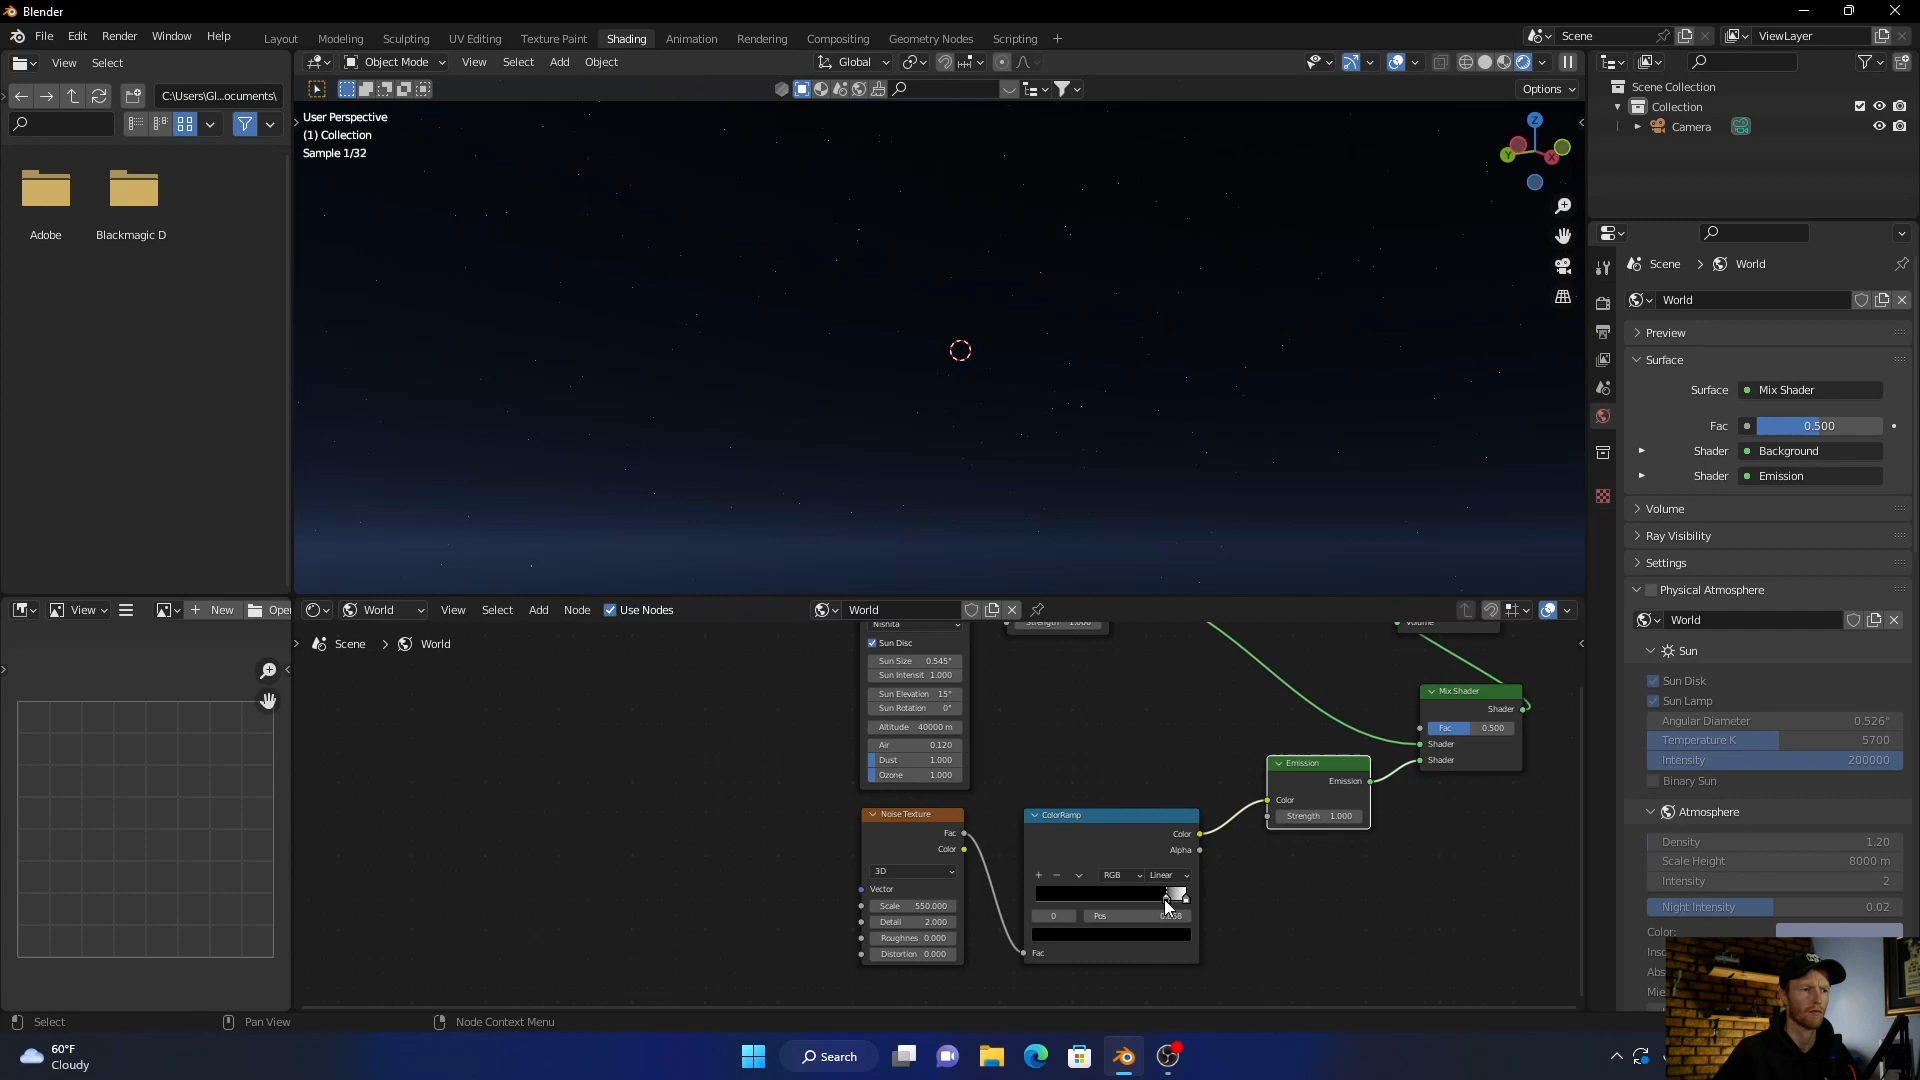 Blender
File Edit Render Window Help
Layout Modeling Sculpting UV Editing Texture Paint Shading Animation Rendering Compositing Geometry Nodes Scripting +
Scene
ViewLayer
View Select
Object Mode View Select Add Object
Global
C:\Users\Gl...ocuments\
Options
Scene Collection
Collection
Camera
User Perspective
(1) Collection
Sample 1/32
Z
Y
X
Adobe
Blackmagic D
Scene > World
World
Preview
Surface
Surface Mix Shader
Fac 0.500
Shader Background
Shader Emission
Volume
Ray Visibility
Settings
Physical Atmosphere
World
Sun
Sun Disk
Sun Lamp
Angular Diameter 0.526°
Temperature K 5700
Intensity 200000
Binary Sun
Atmosphere
Density 1.20
Scale Height 8000 m
Intensity 2
Night Intensity 0.02
Color:
View
+ New
Open
World View Select Add Node Use Nodes
World
Scene > World
Nishita
Sun Disc
Sun Size 0.545°
Sun Intensit 1.000
Sun Elevation 15°
Sun Rotation 0°
Altitude 40000 m
Air 0.120
Dust 1.000
Ozone 1.000
Strength 1.000
Volume
Mix Shader
Shader
Fac 0.500
Shader
Shader
Emission
Emission
Color
Strength 1.000
Noise Texture
Fac
Color
3D
Vector
Scale 550.000
Detail 2.000
Roughnes 0.000
Distortion 0.000
ColorRamp
Color
Alpha
+ − RGB Linear
0 Pos
Fac
Select
Pan View
Node Context Menu
60°F
Cloudy
Search